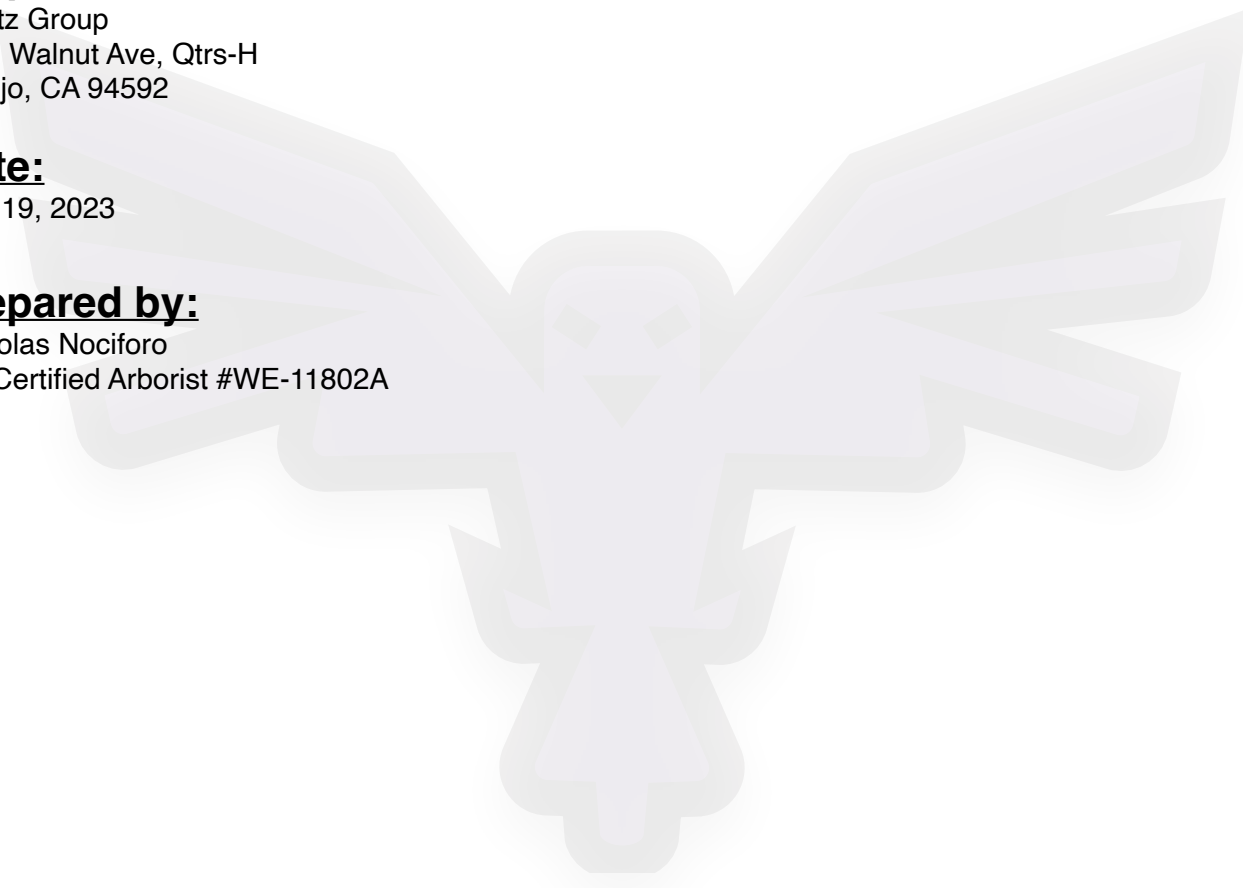 tz Group
Walnut Ave, Qtrs-H
jo, CA 94592
te:
19, 2023
epared by:
olas Nociforo
Certified Arborist #WE-11802A